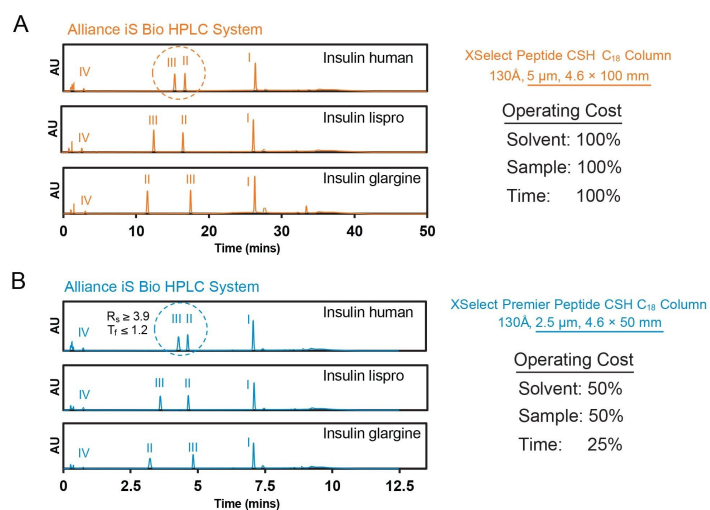 A
Alliance iS Bio HPLC System
AU
IV
III
II
I
Insulin human
AU
IV
III
II
I
Insulin lispro
AU
IV
II
III
I
Insulin glargine
0 10 20 30 40 50
Time (mins)
XSelect Peptide CSH C₁₈ Column
130Å, 5 µm, 4.6 × 100 mm
Operating Cost
Solvent: 100%
Sample: 100%
Time: 100%
B
Alliance iS Bio HPLC System
Rₛ ≥ 3.9
T_f ≤ 1.2
AU
IV
III
II
I
Insulin human
AU
IV
III
II
I
Insulin lispro
AU
IV
II
III
I
Insulin glargine
0 2.5 5 7.5 10 12.5
Time (mins)
XSelect Premier Peptide CSH C₁₈ Column
130Å, 2.5 µm, 4.6 × 50 mm
Operating Cost
Solvent: 50%
Sample: 50%
Time: 25%